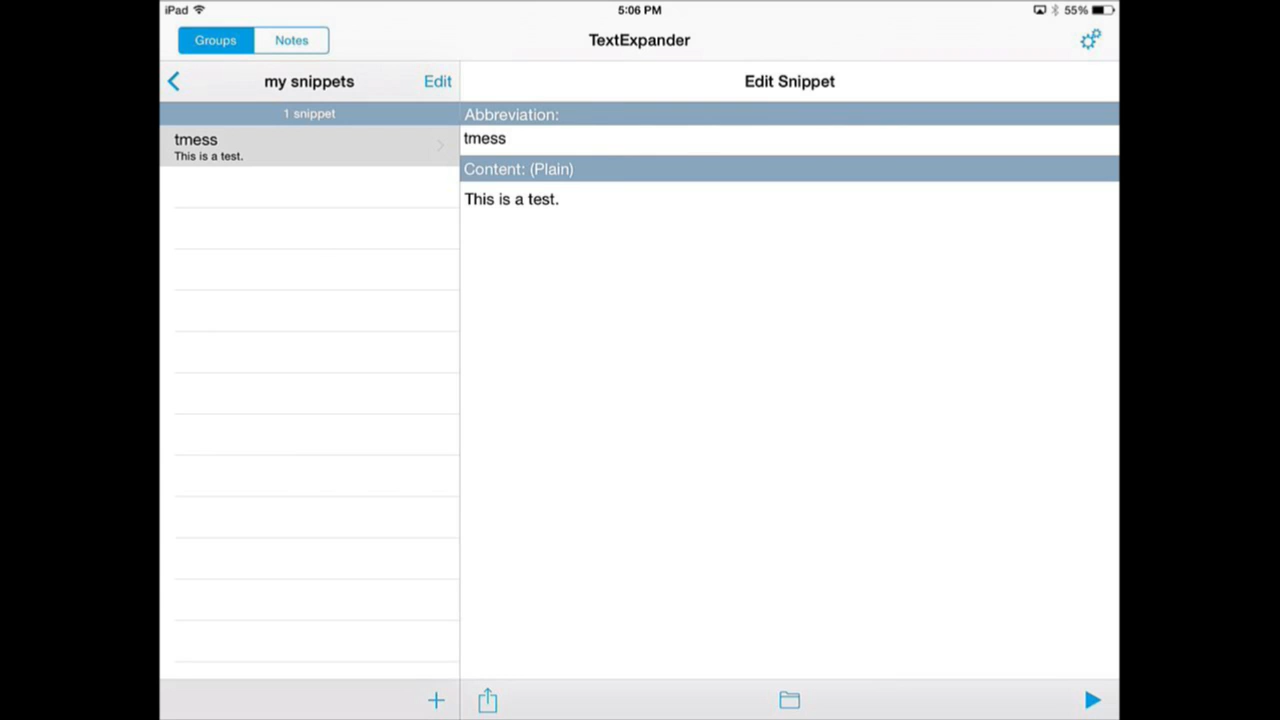 iPad 5:06 PM 55%
Groups Notes TextExpander
my snippets Edit Edit Snippet
1 snippet
Abbreviation:
tmess
This is a test.
tmess
Content: (Plain)
This is a test.